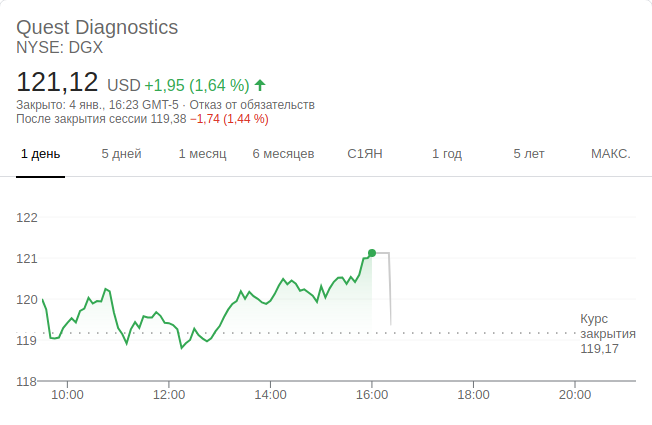 Quest Diagnostics
NYSE: DGX
121,12 USD +1,95 (1,64 %)
Закрыто: 4 янв., 16:23 GMT-5 · Отказ от обязательств
После закрытия сессии 119,38 −1,74 (1,44 %)
1 день 5 дней 1 месяц 6 месяцев С1ЯН 1 год 5 лет МАКС.
122
121
120
119
118
Курс
закрытия
119,17
10:00 12:00 14:00 16:00 18:00 20:00